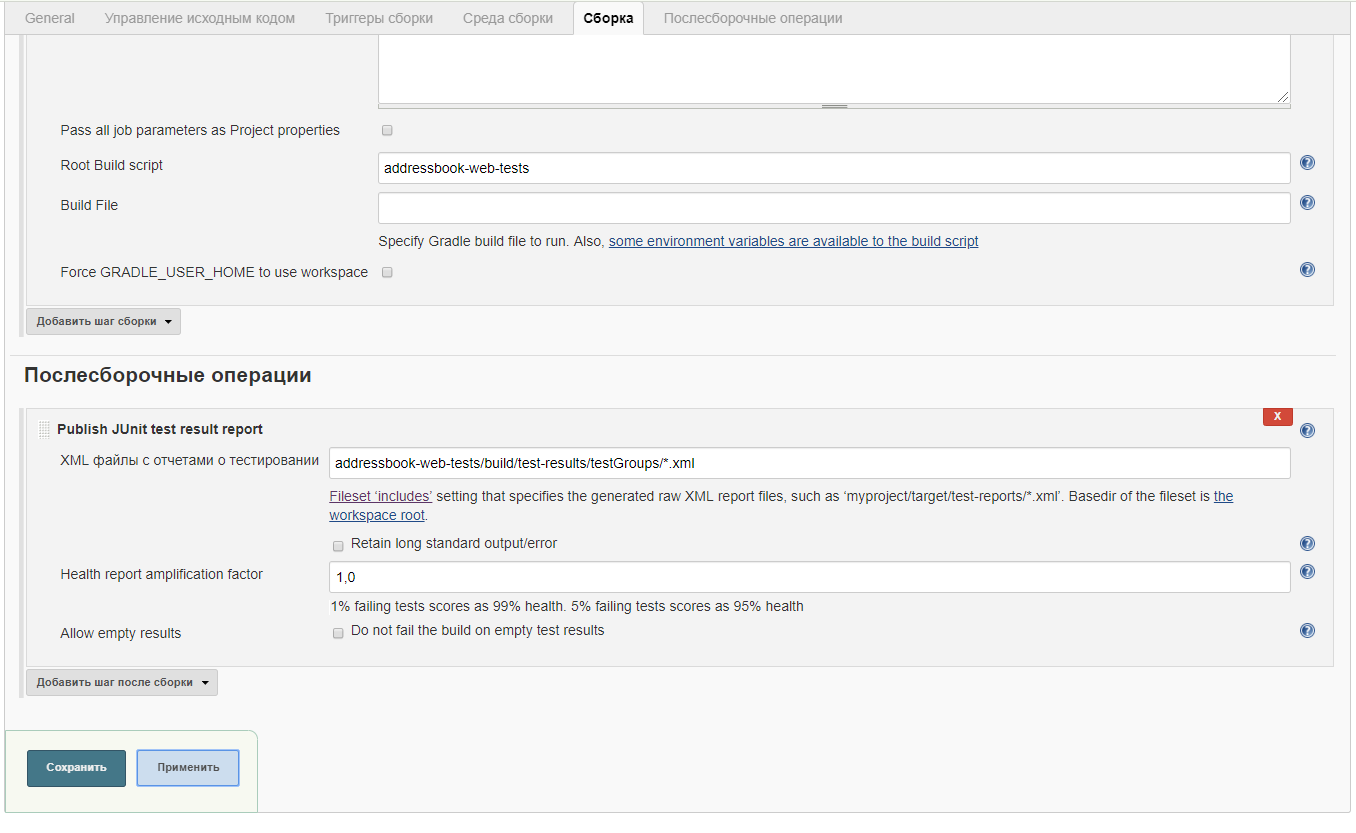 General Управление исходным кодом Триггеры сборки Среда сборки Сборка Послесборочные операции
Pass all job parameters as Project properties
Root Build script addressbook-web-tests
Build File
Specify Gradle build file to run. Also, some environment variables are available to the build script
Force GRADLE_USER_HOME to use workspace
Добавить шаг сборки
Послесборочные операции
X
Publish JUnit test result report
XML файлы с отчетами о тестировании addressbook-web-tests/build/test-results/testGroups/*.xml
Fileset ‘includes’ setting that specifies the generated raw XML report files, such as ‘myproject/target/test-reports/*.xml’. Basedir of the fileset is the
workspace root.
Retain long standard output/error
Health report amplification factor 1,0
1% failing tests scores as 99% health. 5% failing tests scores as 95% health
Allow empty results Do not fail the build on empty test results
Добавить шаг после сборки
Сохранить Применить